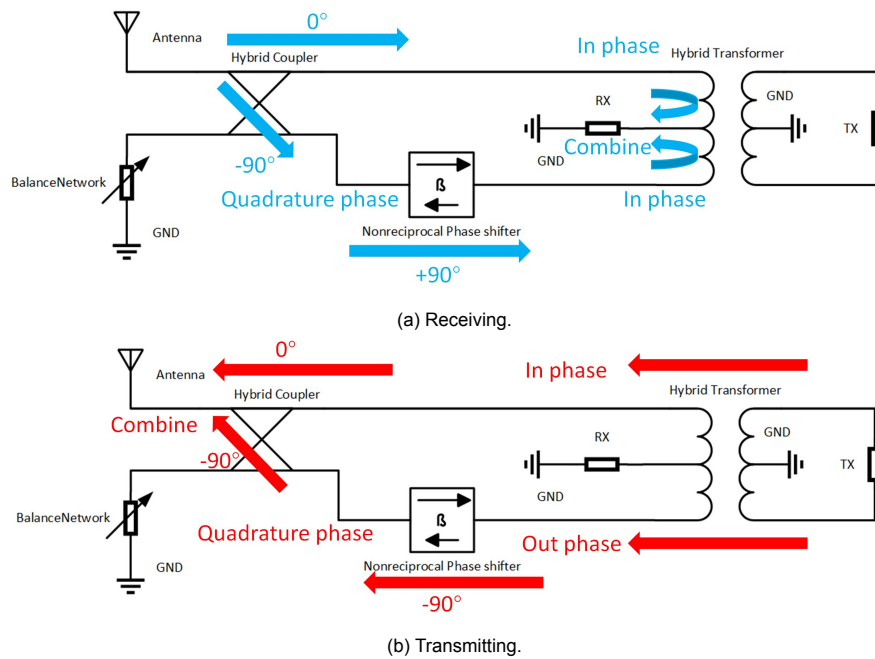 0°
Antenna
In phase
Hybrid Transformer
Hybrid Coupler
GND
RX
TX
Combine
GND
-90°
BalanceNetwork
Quadrature phase
ß
In phase
GND
Nonreciprocal Phase shifter
+90°
(a) Receiving.
0°
Antenna
In phase
Hybrid Transformer
Hybrid Coupler
Combine
GND
RX
TX
-90°
GND
BalanceNetwork
Quadrature phase
ß
Out phase
GND
Nonreciprocal Phase shifter
-90°
(b) Transmitting.